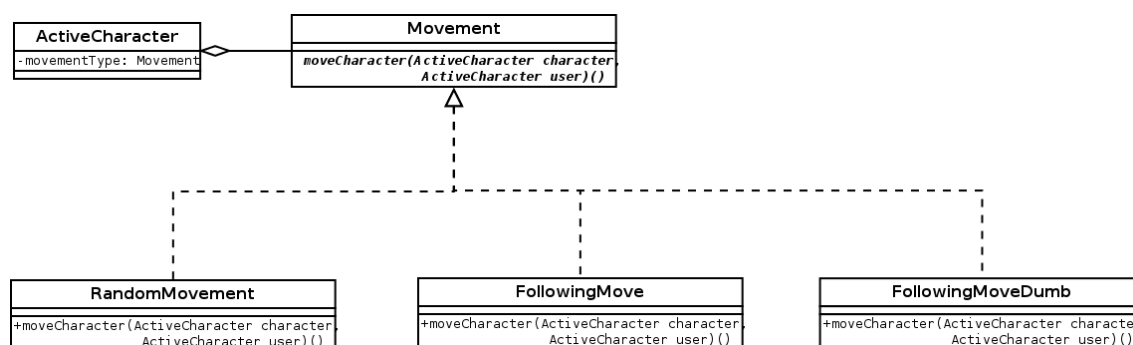 ActiveCharacter
-movementType: Movement
Movement
moveCharacter(ActiveCharacter character,
ActiveCharacter user)()
RandomMovement
+moveCharacter(ActiveCharacter character,
ActiveCharacter user)()
FollowingMove
+moveCharacter(ActiveCharacter character,
ActiveCharacter user)()
FollowingMoveDumb
+moveCharacter(ActiveCharacter characte
ActiveCharacter user)()